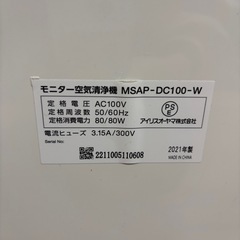 モニター空気清浄機 MSAP-DC100-W
定格電圧 AC100V
定格周波数 50/60Hz
定格消費電力 80/80W
PS
E
アイリスオーヤマ株式会社
電流ヒューズ 3.15A/300V
Serial No.:
2211005110608
2021年製
MADE IN CHINA